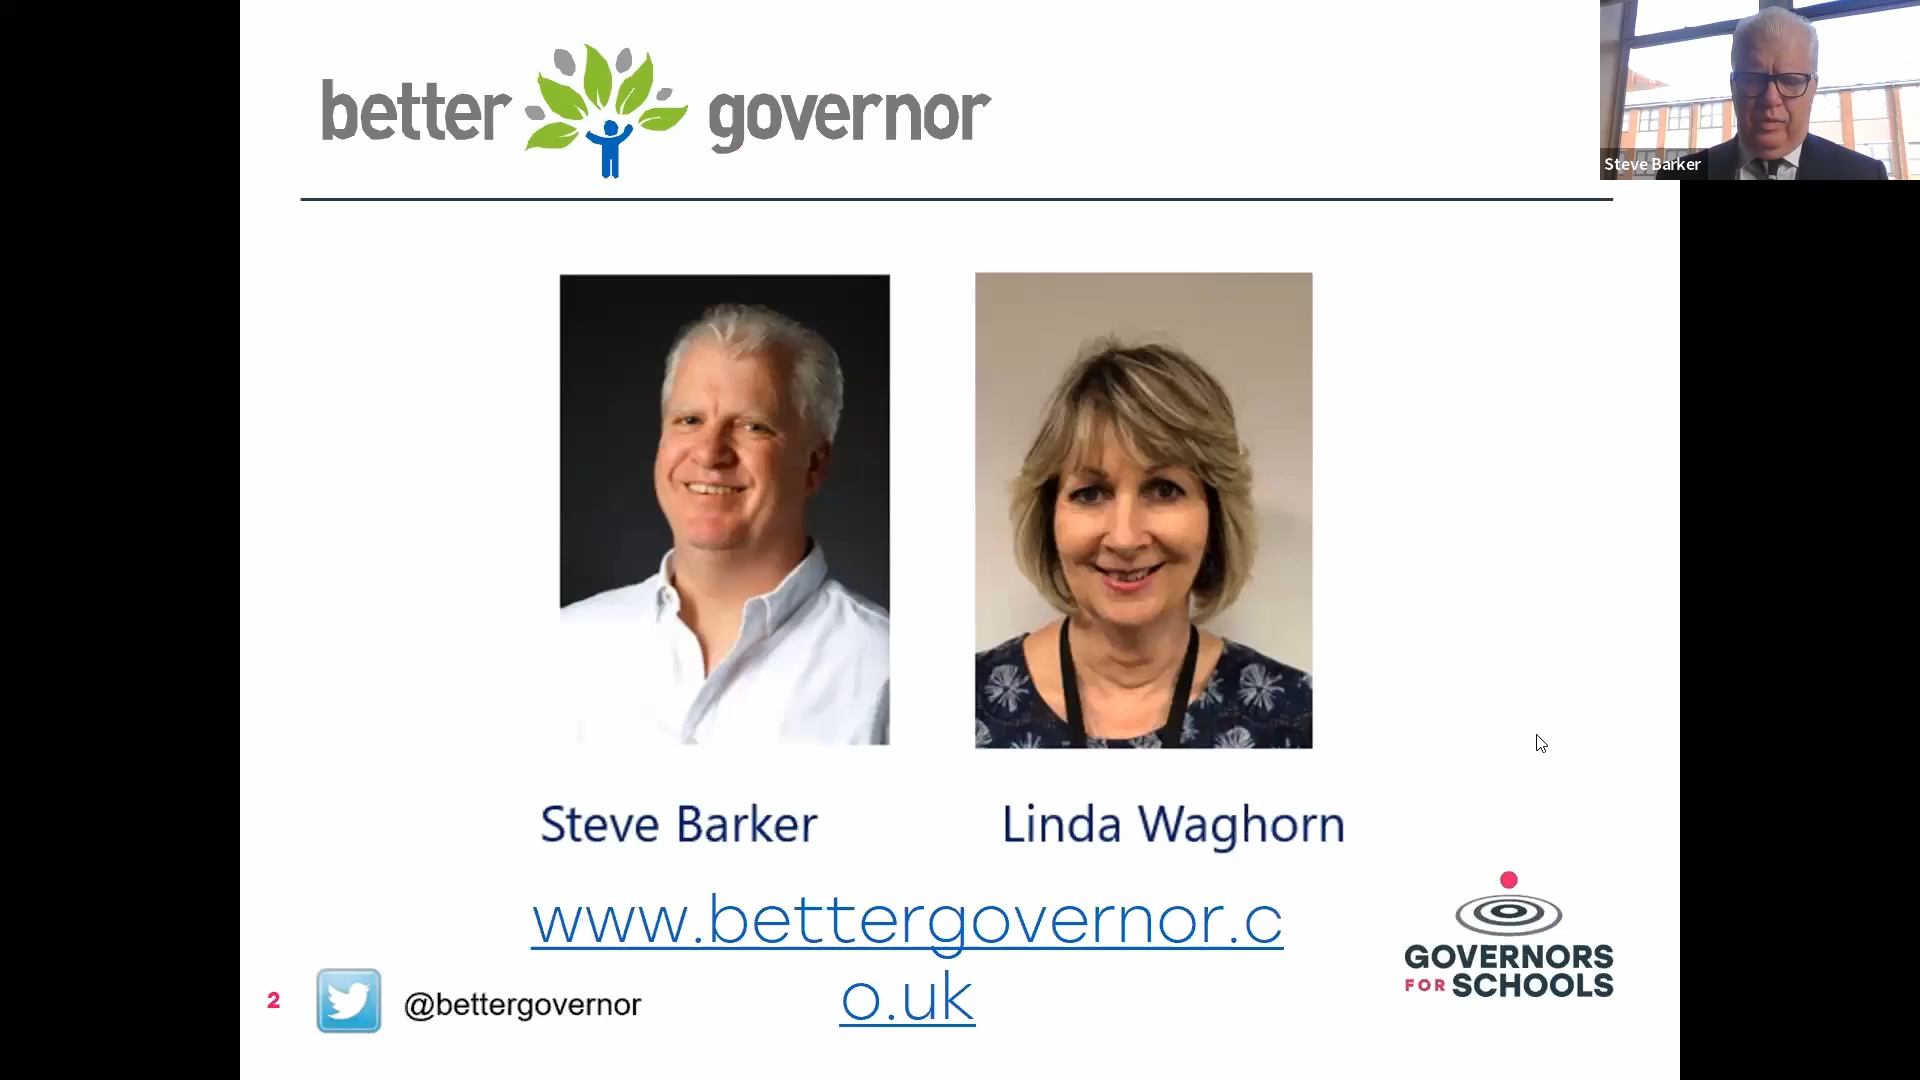 better governor
Steve Barker
Steve Barker
Linda Waghorn
www.bettergovernor.c
o.uk
2
@bettergovernor
GOVERNORS
FOR SCHOOLS